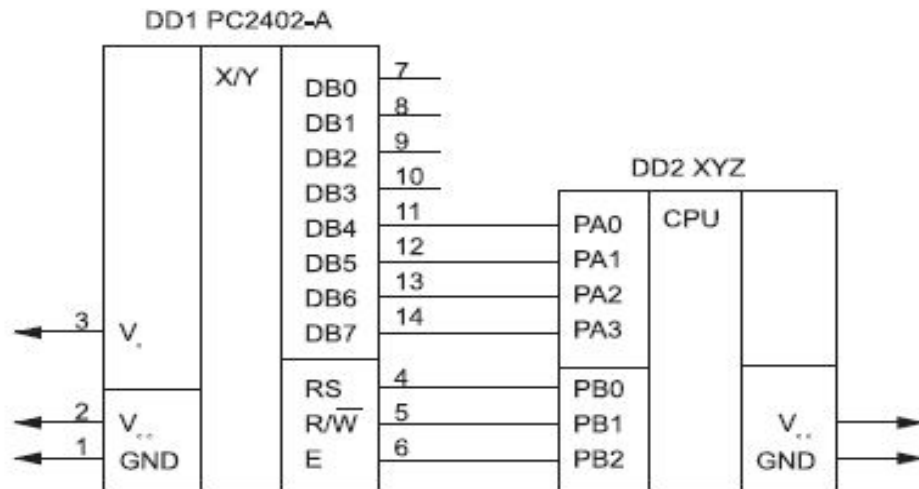 DD1 PC2402-A
X/Y
DB0 7
DB1 8
DB2 9
DB3 10
DD2 XYZ
DB4 11 PA0 CPU
DB5 12 PA1
DB6 13 PA2
3 V DB7 14 PA3
RS 4 PB0
2 V R/W̅ 5 PB1 V
1 GND E 6 PB2 GND